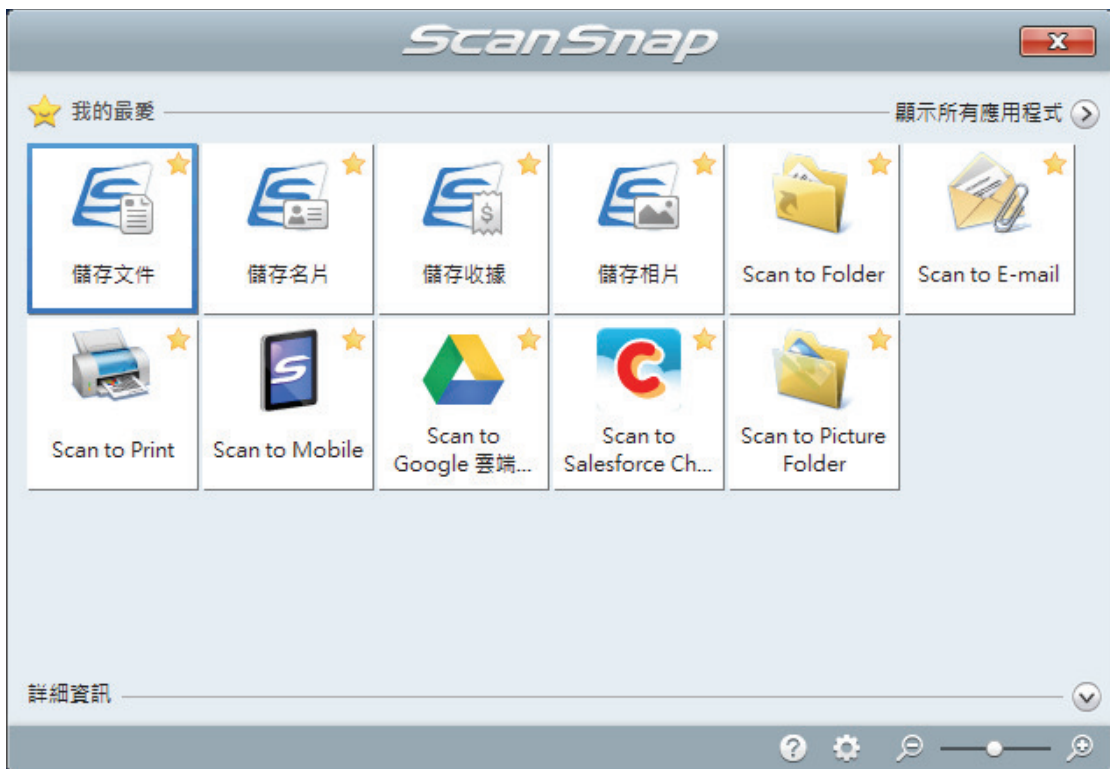 ScanSnap
我的最愛
顯示所有應用程式
儲存文件
儲存名片
儲存收據
儲存相片
Scan to Folder
Scan to E-mail
Scan to Print
Scan to Mobile
Scan to
Google 雲端...
Scan to
Salesforce Ch...
Scan to Picture
Folder
詳細資訊